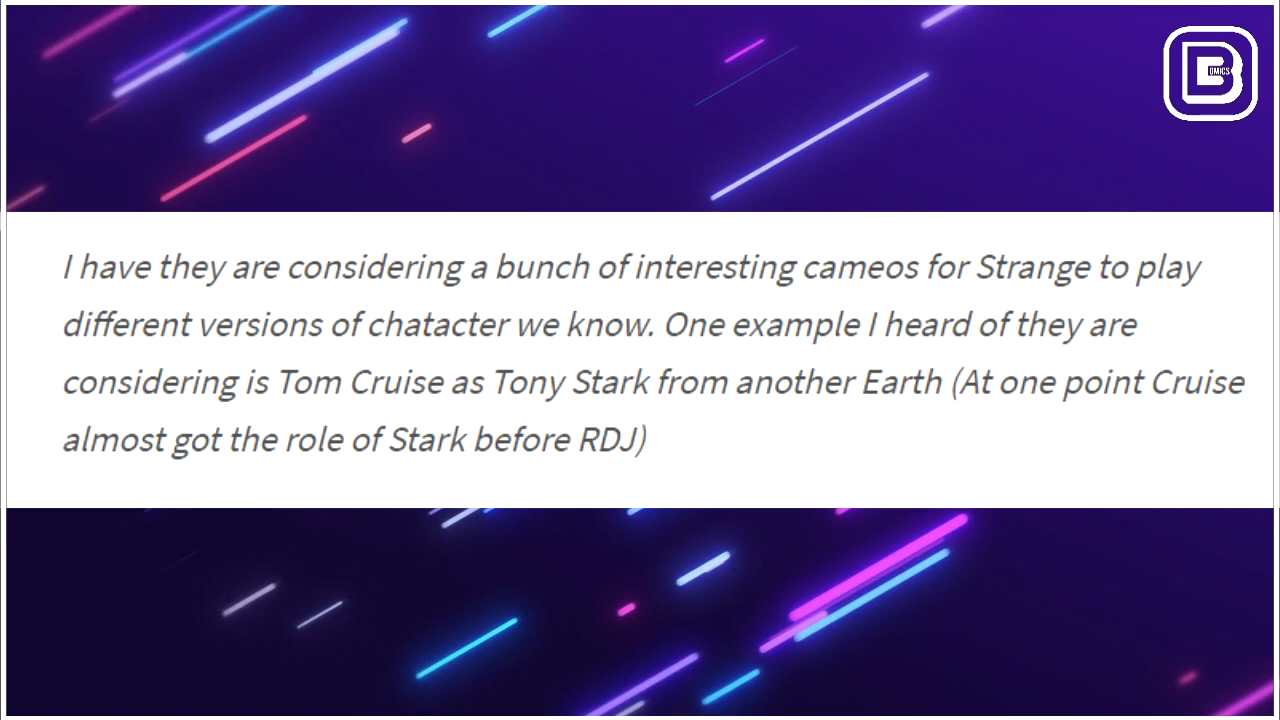 OMICS
I have they are considering a bunch of interesting cameos for Strange to play
different versions of chatacter we know. One example I heard of they are
considering is Tom Cruise as Tony Stark from another Earth (At one point Cruise
almost got the role of Stark before RDJ)